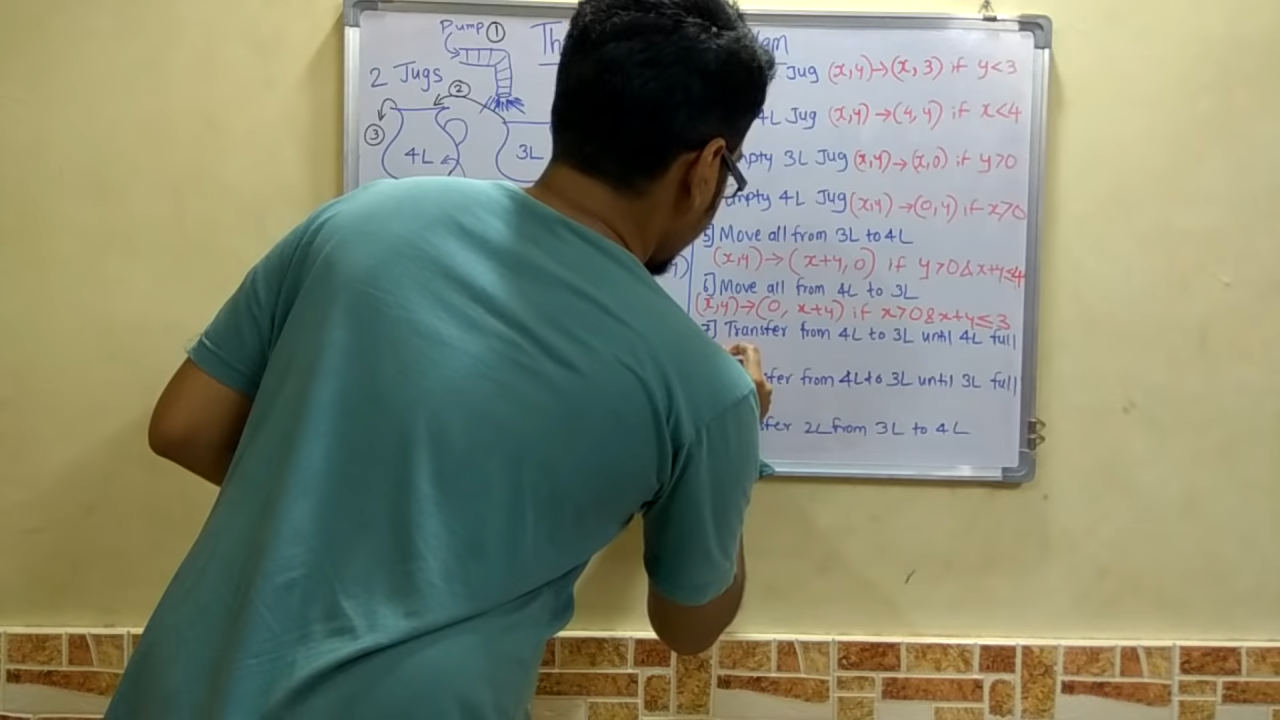 Pump ①
Th
2 Jugs
②
③
4L
3L
Jug (x,y)→(x, 3) if y<3
4L Jug (x,y)→(4,y) if x<4
mpty 3L Jug (x,y)→(x,0) if y>0
Empty 4L Jug (x,y)→(0,y) if x>0
5] Move all from 3L to 4L
(x,y)→(x+y, 0) if y>0&x+y≤4
6] Move all from 4L to 3L
(x,y)→(0, x+y) if x>0&x+y≤3
7] Transfer from 4L to 3L until 4L full
sfer from 4L to 3L until 3L full
sfer 2L from 3L to 4L